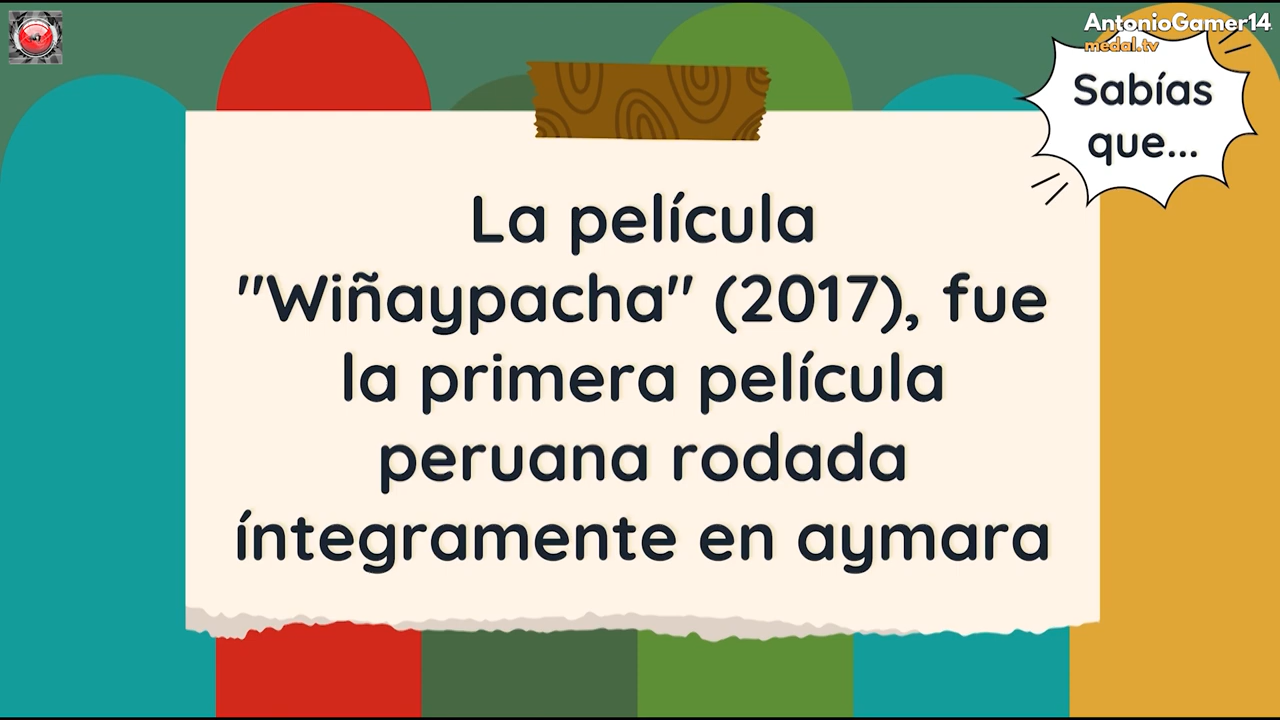 AntonioGamer14
medal.tv
Sabías
que...
La película
"Wiñaypacha" (2017), fue
la primera película
peruana rodada
íntegramente en aymara